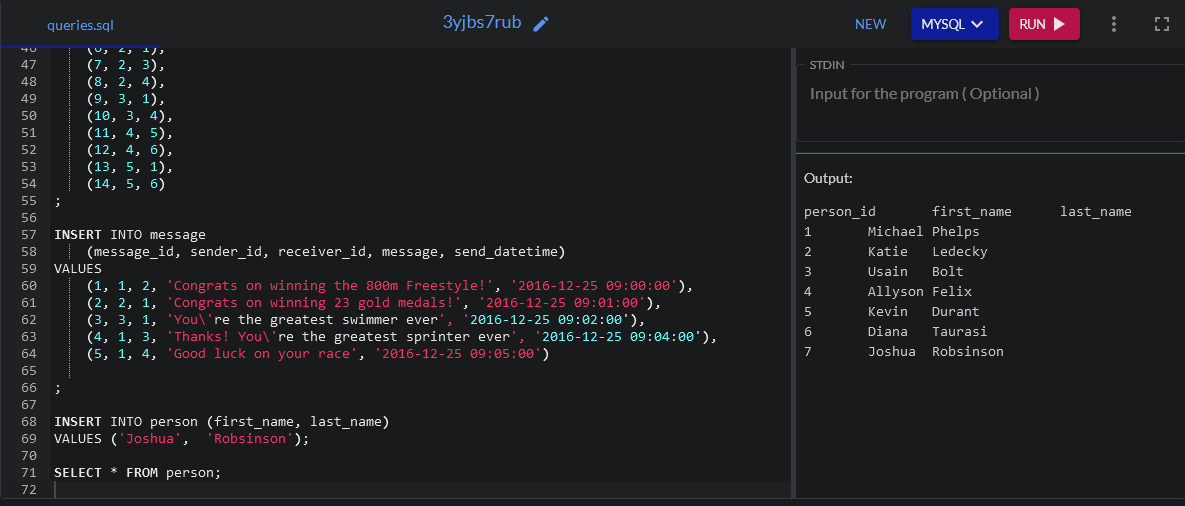 queries.sql
3yjbs7rub
NEW
MYSQL
RUN
46 (6, 2, 1),
47 (7, 2, 3),
48 (8, 2, 4),
49 (9, 3, 1),
50 (10, 3, 4),
51 (11, 4, 5),
52 (12, 4, 6),
53 (13, 5, 1),
54 (14, 5, 6)
55 ;
56
57 INSERT INTO message
58 (message_id, sender_id, receiver_id, message, send_datetime)
59 VALUES
60 (1, 1, 2, 'Congrats on winning the 800m Freestyle!', '2016-12-25 09:00:00'),
61 (2, 2, 1, 'Congrats on winning 23 gold medals!', '2016-12-25 09:01:00'),
62 (3, 3, 1, 'You\'re the greatest swimmer ever', '2016-12-25 09:02:00'),
63 (4, 1, 3, 'Thanks! You\'re the greatest sprinter ever', '2016-12-25 09:04:00'),
64 (5, 1, 4, 'Good luck on your race', '2016-12-25 09:05:00')
65
66 ;
67
68 INSERT INTO person (first_name, last_name)
69 VALUES ('Joshua', 'Robsinson');
70
71 SELECT * FROM person;
72
STDIN
Input for the program ( Optional )
Output:
person_id first_name last_name
1 Michael Phelps
2 Katie Ledecky
3 Usain Bolt
4 Allyson Felix
5 Kevin Durant
6 Diana Taurasi
7 Joshua Robsinson